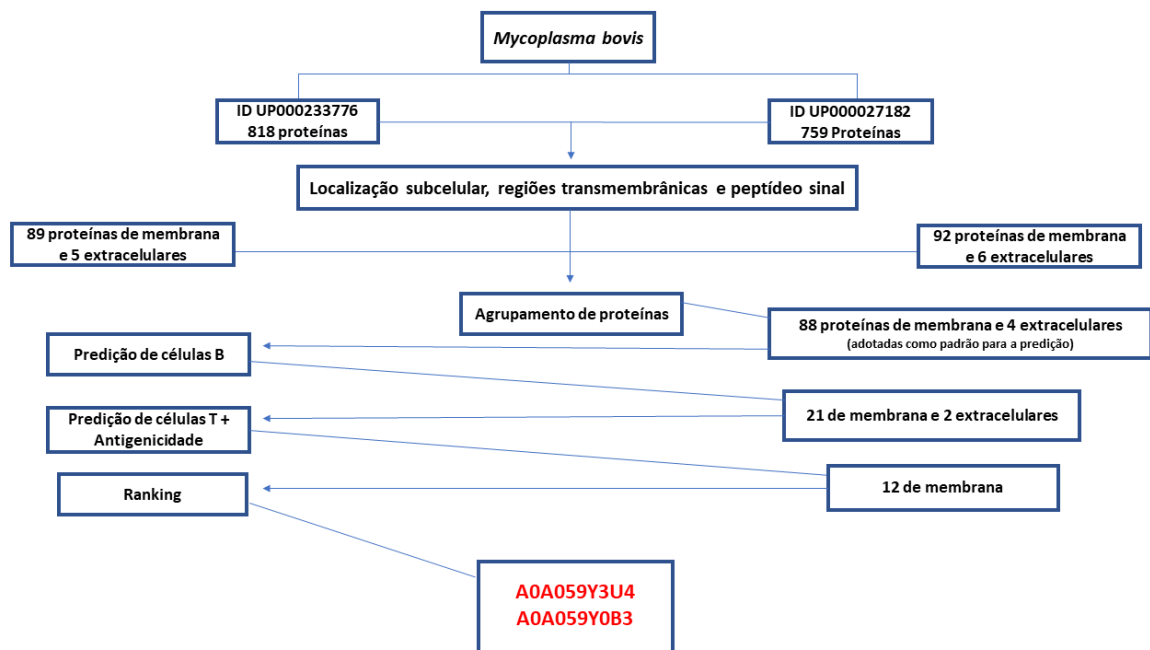 Mycoplasma bovis
ID UP000233776
818 proteínas
ID UP000027182
759 Proteínas
Localização subcelular, regiões transmembrânicas e peptídeo sinal
89 proteínas de membrana
e 5 extracelulares
92 proteínas de membrana
e 6 extracelulares
Agrupamento de proteínas
88 proteínas de membrana e 4 extracelulares
(adotadas como padrão para a predição)
Predição de células B
21 de membrana e 2 extracelulares
Predição de células T +
Antigenicidade
12 de membrana
Ranking
A0A059Y3U4
A0A059Y0B3